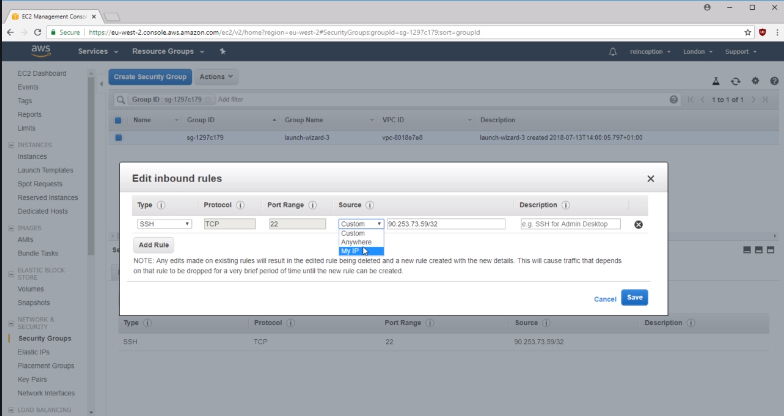 EC2 Management Conso
Secure https://eu-west-2.console.aws.amazon.com/ec2/v2/home?region=eu-west-2#SecurityGroups:groupId=sg-1297c179;sort=groupId
aws Services Resource Groups reinception London Support
EC2 Dashboard
Events
Tags
Reports
Limits
INSTANCES
Instances
Launch Templates
Spot Requests
Reserved Instances
Dedicated Hosts
IMAGES
AMIs
Bundle Tasks
ELASTIC BLOCK
STORE
Volumes
Snapshots
NETWORK &
SECURITY
Security Groups
Elastic IPs
Placement Groups
Key Pairs
Network Interfaces
LOAD BALANCING
Create Security Group Actions
Group ID : sg-1297c179 Add filter 1 to 1 of 1
Name Group ID Group Name VPC ID Description
sg-1297c179 launch-wizard-3 vpc-8018e7e8 launch-wizard-3 created 2018-07-13T14:00:05.797+01:00
Edit inbound rules
Type Protocol Port Range Source Description
SSH TCP 22 Custom 90.253.73.59/32 e.g. SSH for Admin Desktop
Custom
Anywhere
My IP
Add Rule
NOTE: Any edits made on existing rules will result in the edited rule being deleted and a new rule created with the new details. This will cause traffic that depends
on that rule to be dropped for a very brief period of time until the new rule can be created.
Cancel Save
Type Protocol Port Range Source Description
SSH TCP 22 90.253.73.59/32